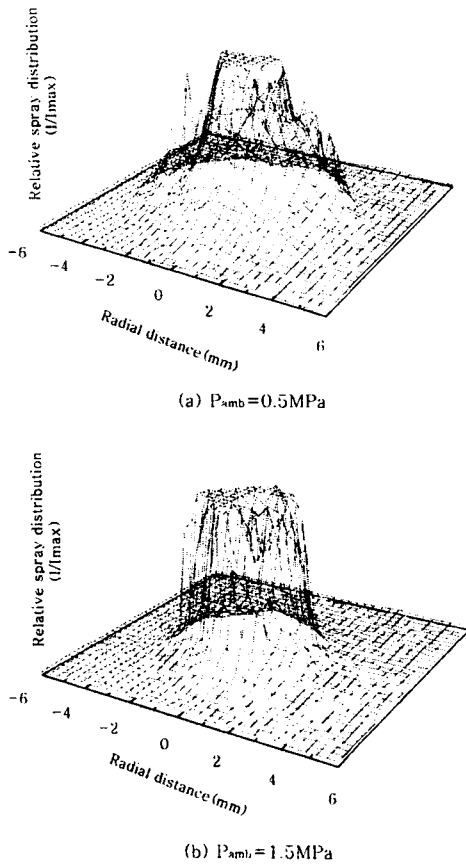 Relative spray distribution
(I/Imax)
-6
-4
-2
0
2
4
6
Radial distance (mm)
(a) Pamb=0.5MPa
Relative spray distribution
(I/Imax)
-6
-4
-2
0
2
4
6
Radial distance (mm)
(b) Pamb=1.5MPa